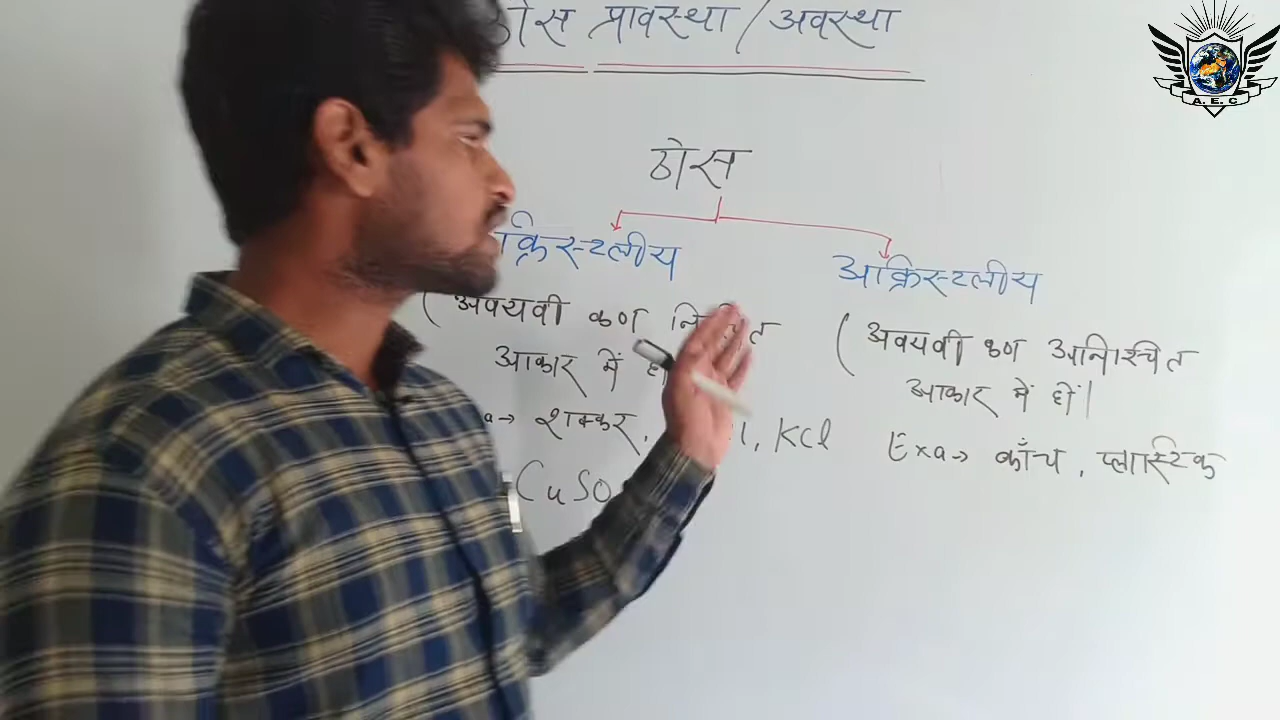 ठोस प्रावस्था / अवस्था
ठोस
क्रिस्टलीय
अक्रिस्टलीय
( अवयवी कण
आकार में
शक्कर, , KCl
CuSO
( अवयवी कण अनिश्चित
आकार में हों।
Exa→ काँच, प्लास्टिक
A. E. C